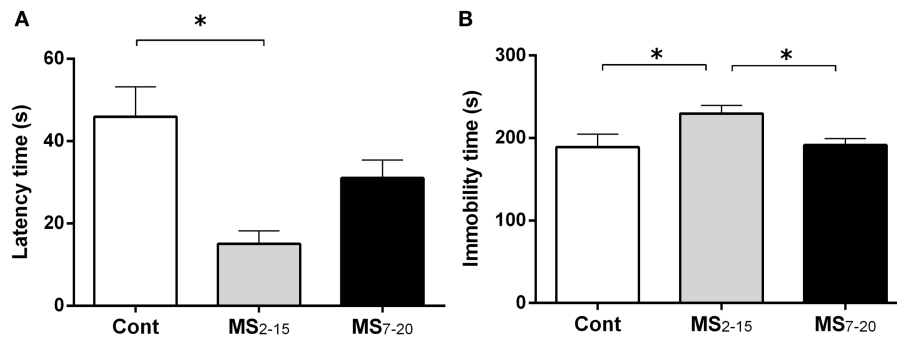 A
*
Latency time (s)
60
40
20
0
Cont MS2-15 MS7-20
B
* *
Immobility time (s)
300
200
100
0
Cont MS2-15 MS7-20